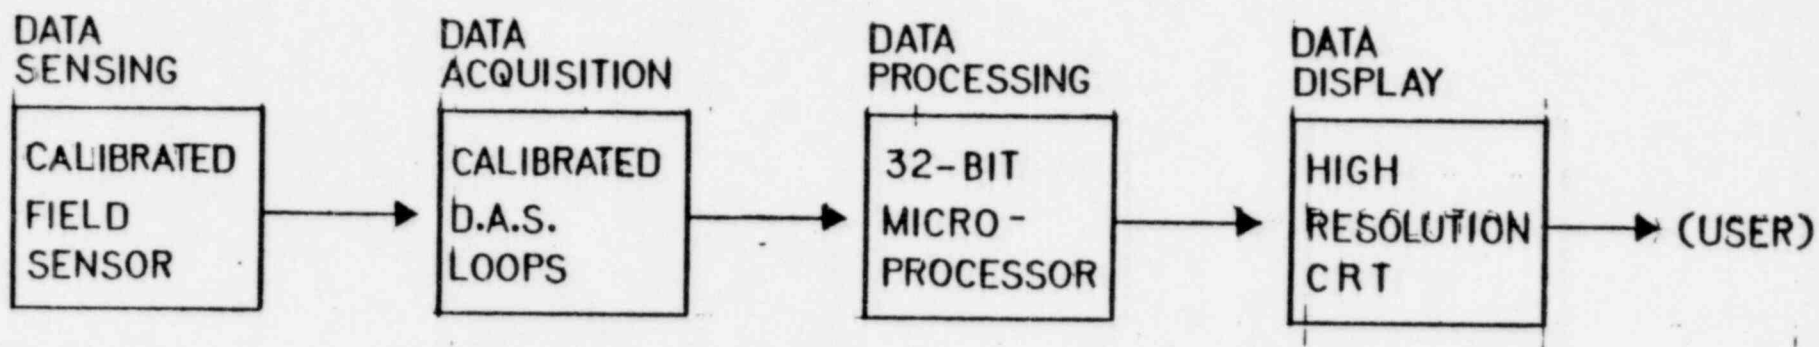 DATA
SENSING
CALIBRATED
FIELD
SENSOR
DATA
ACQUISITION
CALIBRATED
D.A.S.
LOOPS
DATA
PROCESSING
32-BIT
MICRO-
PROCESSOR
DATA
DISPLAY
HIGH
RESOLUTION
CRT
(USER)